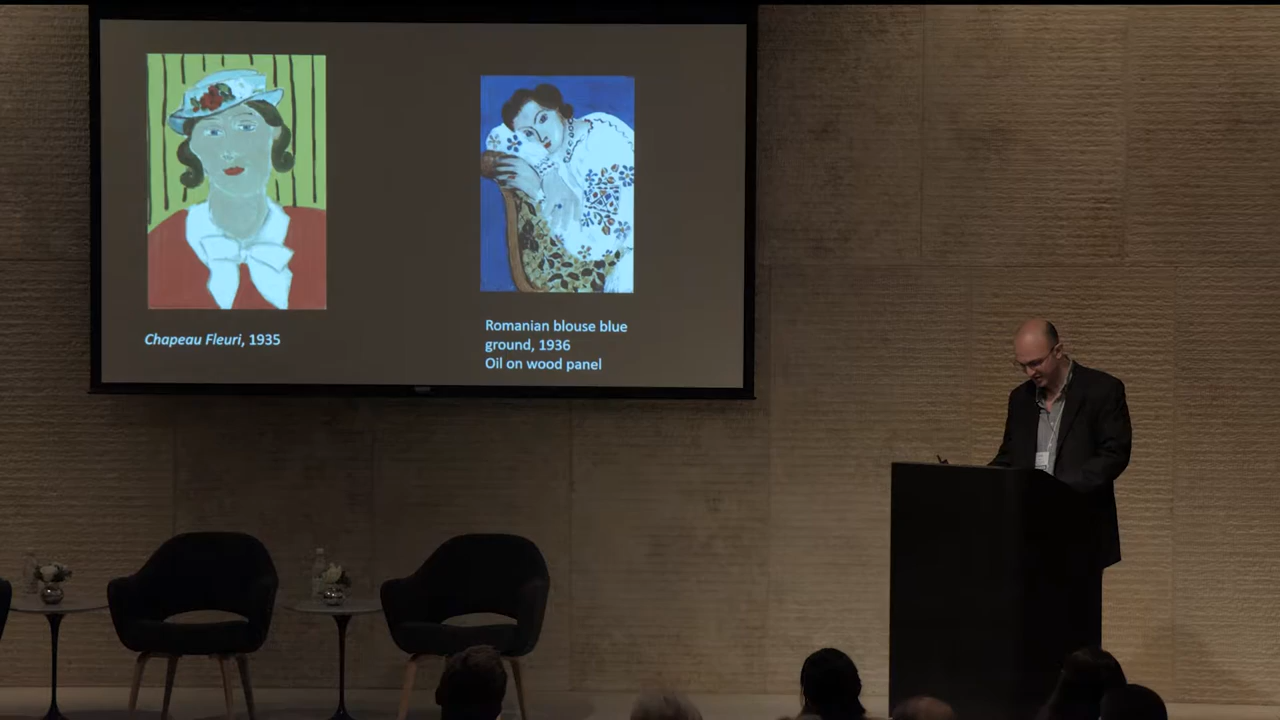 Chapeau Fleuri, 1935
Romanian blouse blue
ground, 1936
Oil on wood panel